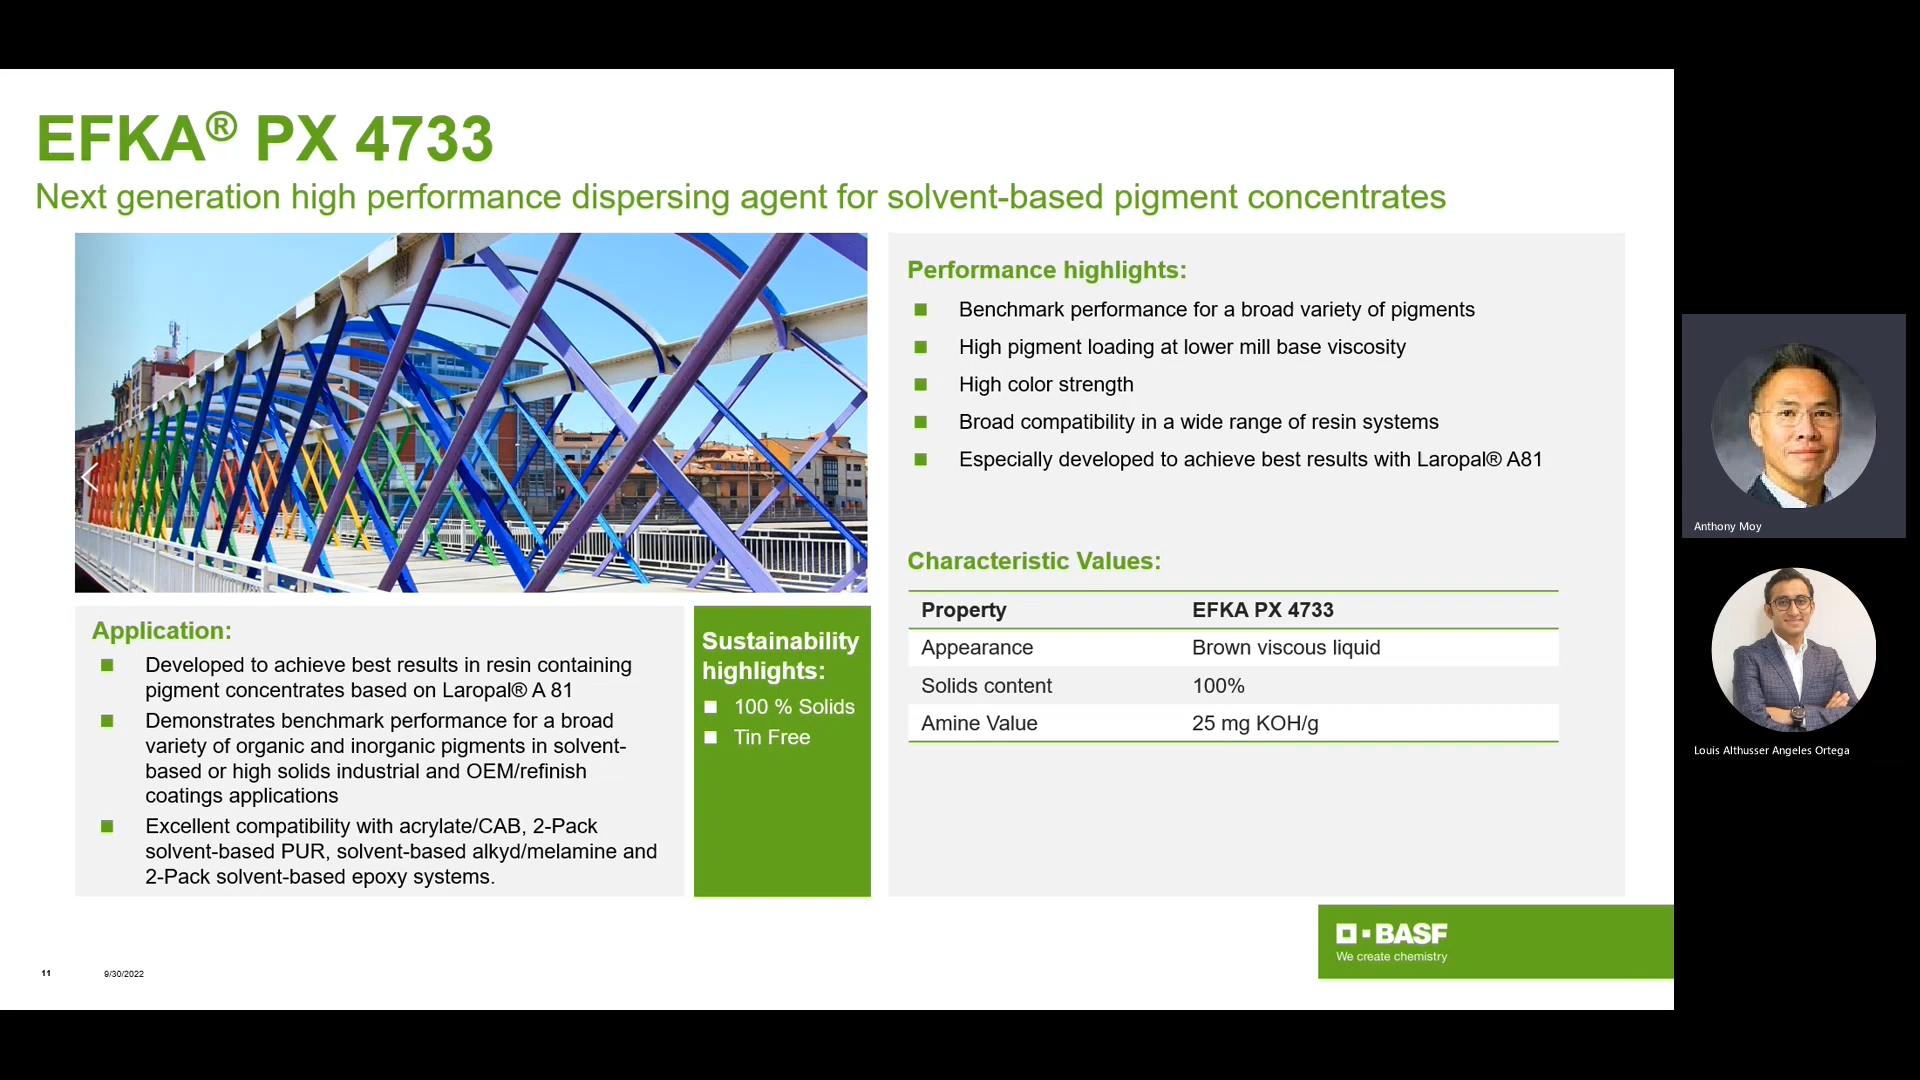 EFKA® PX 4733
Next generation high performance dispersing agent for solvent-based pigment concentrates
Application:
Developed to achieve best results in resin containing
pigment concentrates based on Laropal® A 81
Demonstrates benchmark performance for a broad
variety of organic and inorganic pigments in solvent-
based or high solids industrial and OEM/refinish
coatings applications
Excellent compatibility with acrylate/CAB, 2-Pack
solvent-based PUR, solvent-based alkyd/melamine and
2-Pack solvent-based epoxy systems.
Sustainability
highlights:
100 % Solids
Tin Free
Performance highlights:
Benchmark performance for a broad variety of pigments
High pigment loading at lower mill base viscosity
High color strength
Broad compatibility in a wide range of resin systems
Especially developed to achieve best results with Laropal® A81
Characteristic Values:
Property EFKA PX 4733
Appearance Brown viscous liquid
Solids content 100%
Amine Value 25 mg KOH/g
BASF
We create chemistry
11 9/30/2022
Anthony Moy
Louis Althusser Angeles Ortega